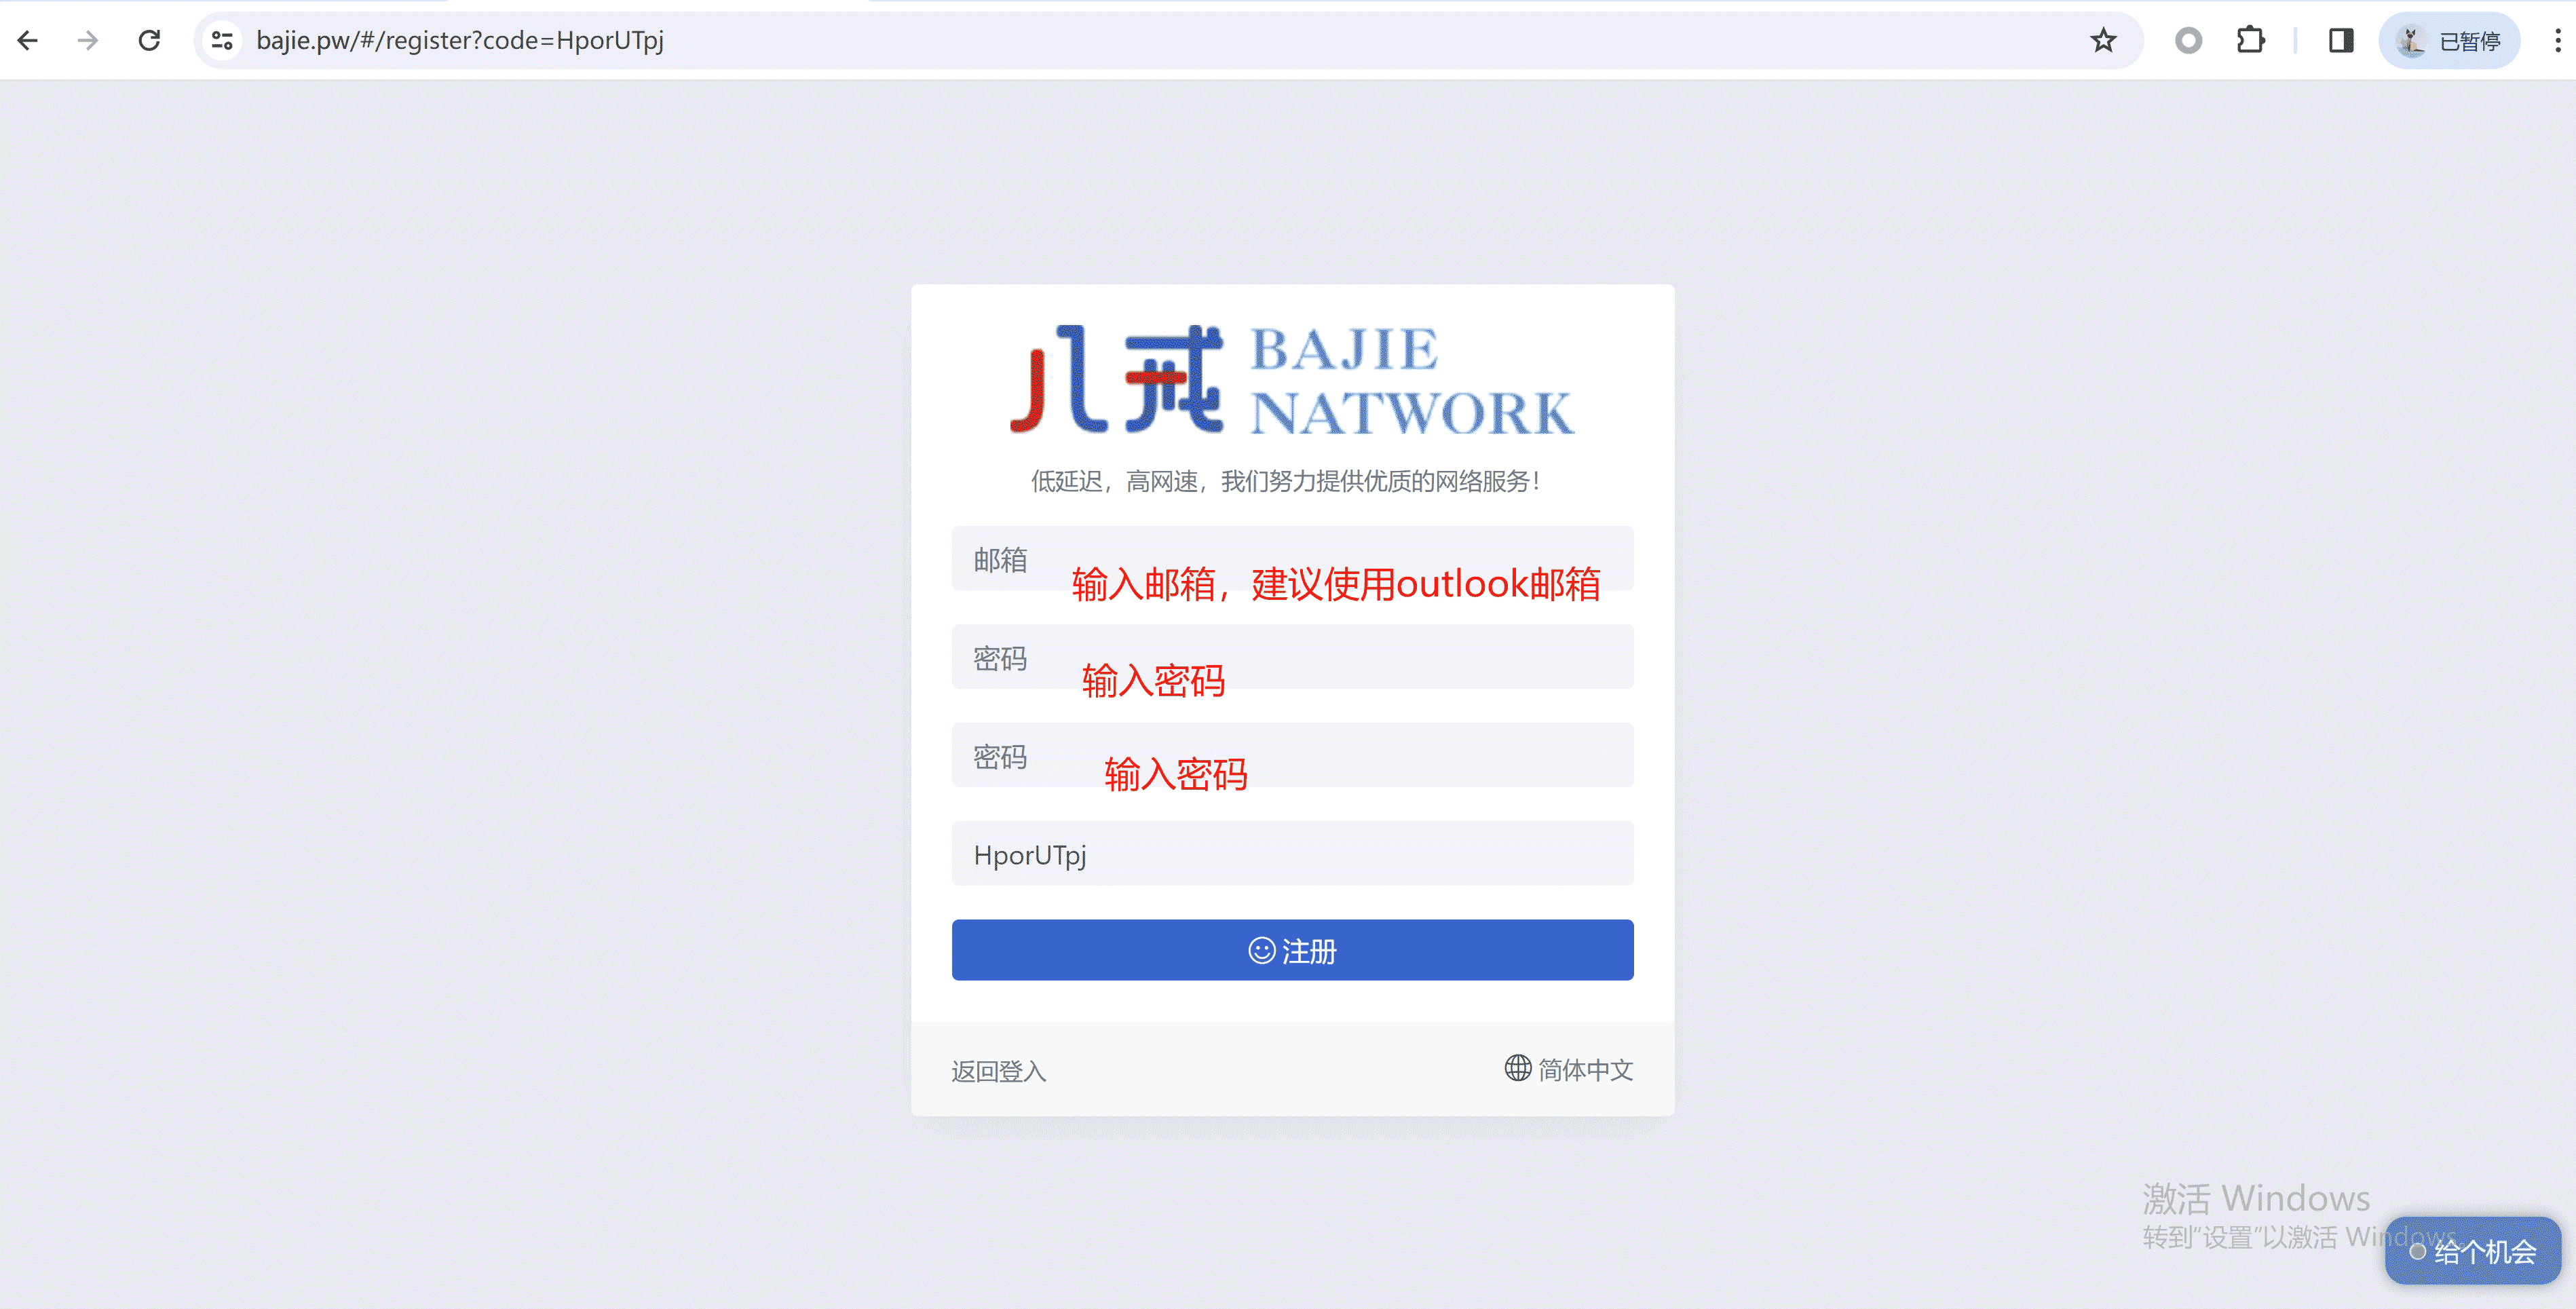 bajie.pw/#/register?code=HporUTpj
已暂停
八戒
BAJIE
NATWORK
低延迟，高网速，我们努力提供优质的网络服务！
邮箱
输入邮箱，建议使用outlook邮箱
密码
输入密码
密码
输入密码
HporUTpj
注册
返回登入
简体中文
激活 Windows
转到“设置”以激活 Windows。
给个机会